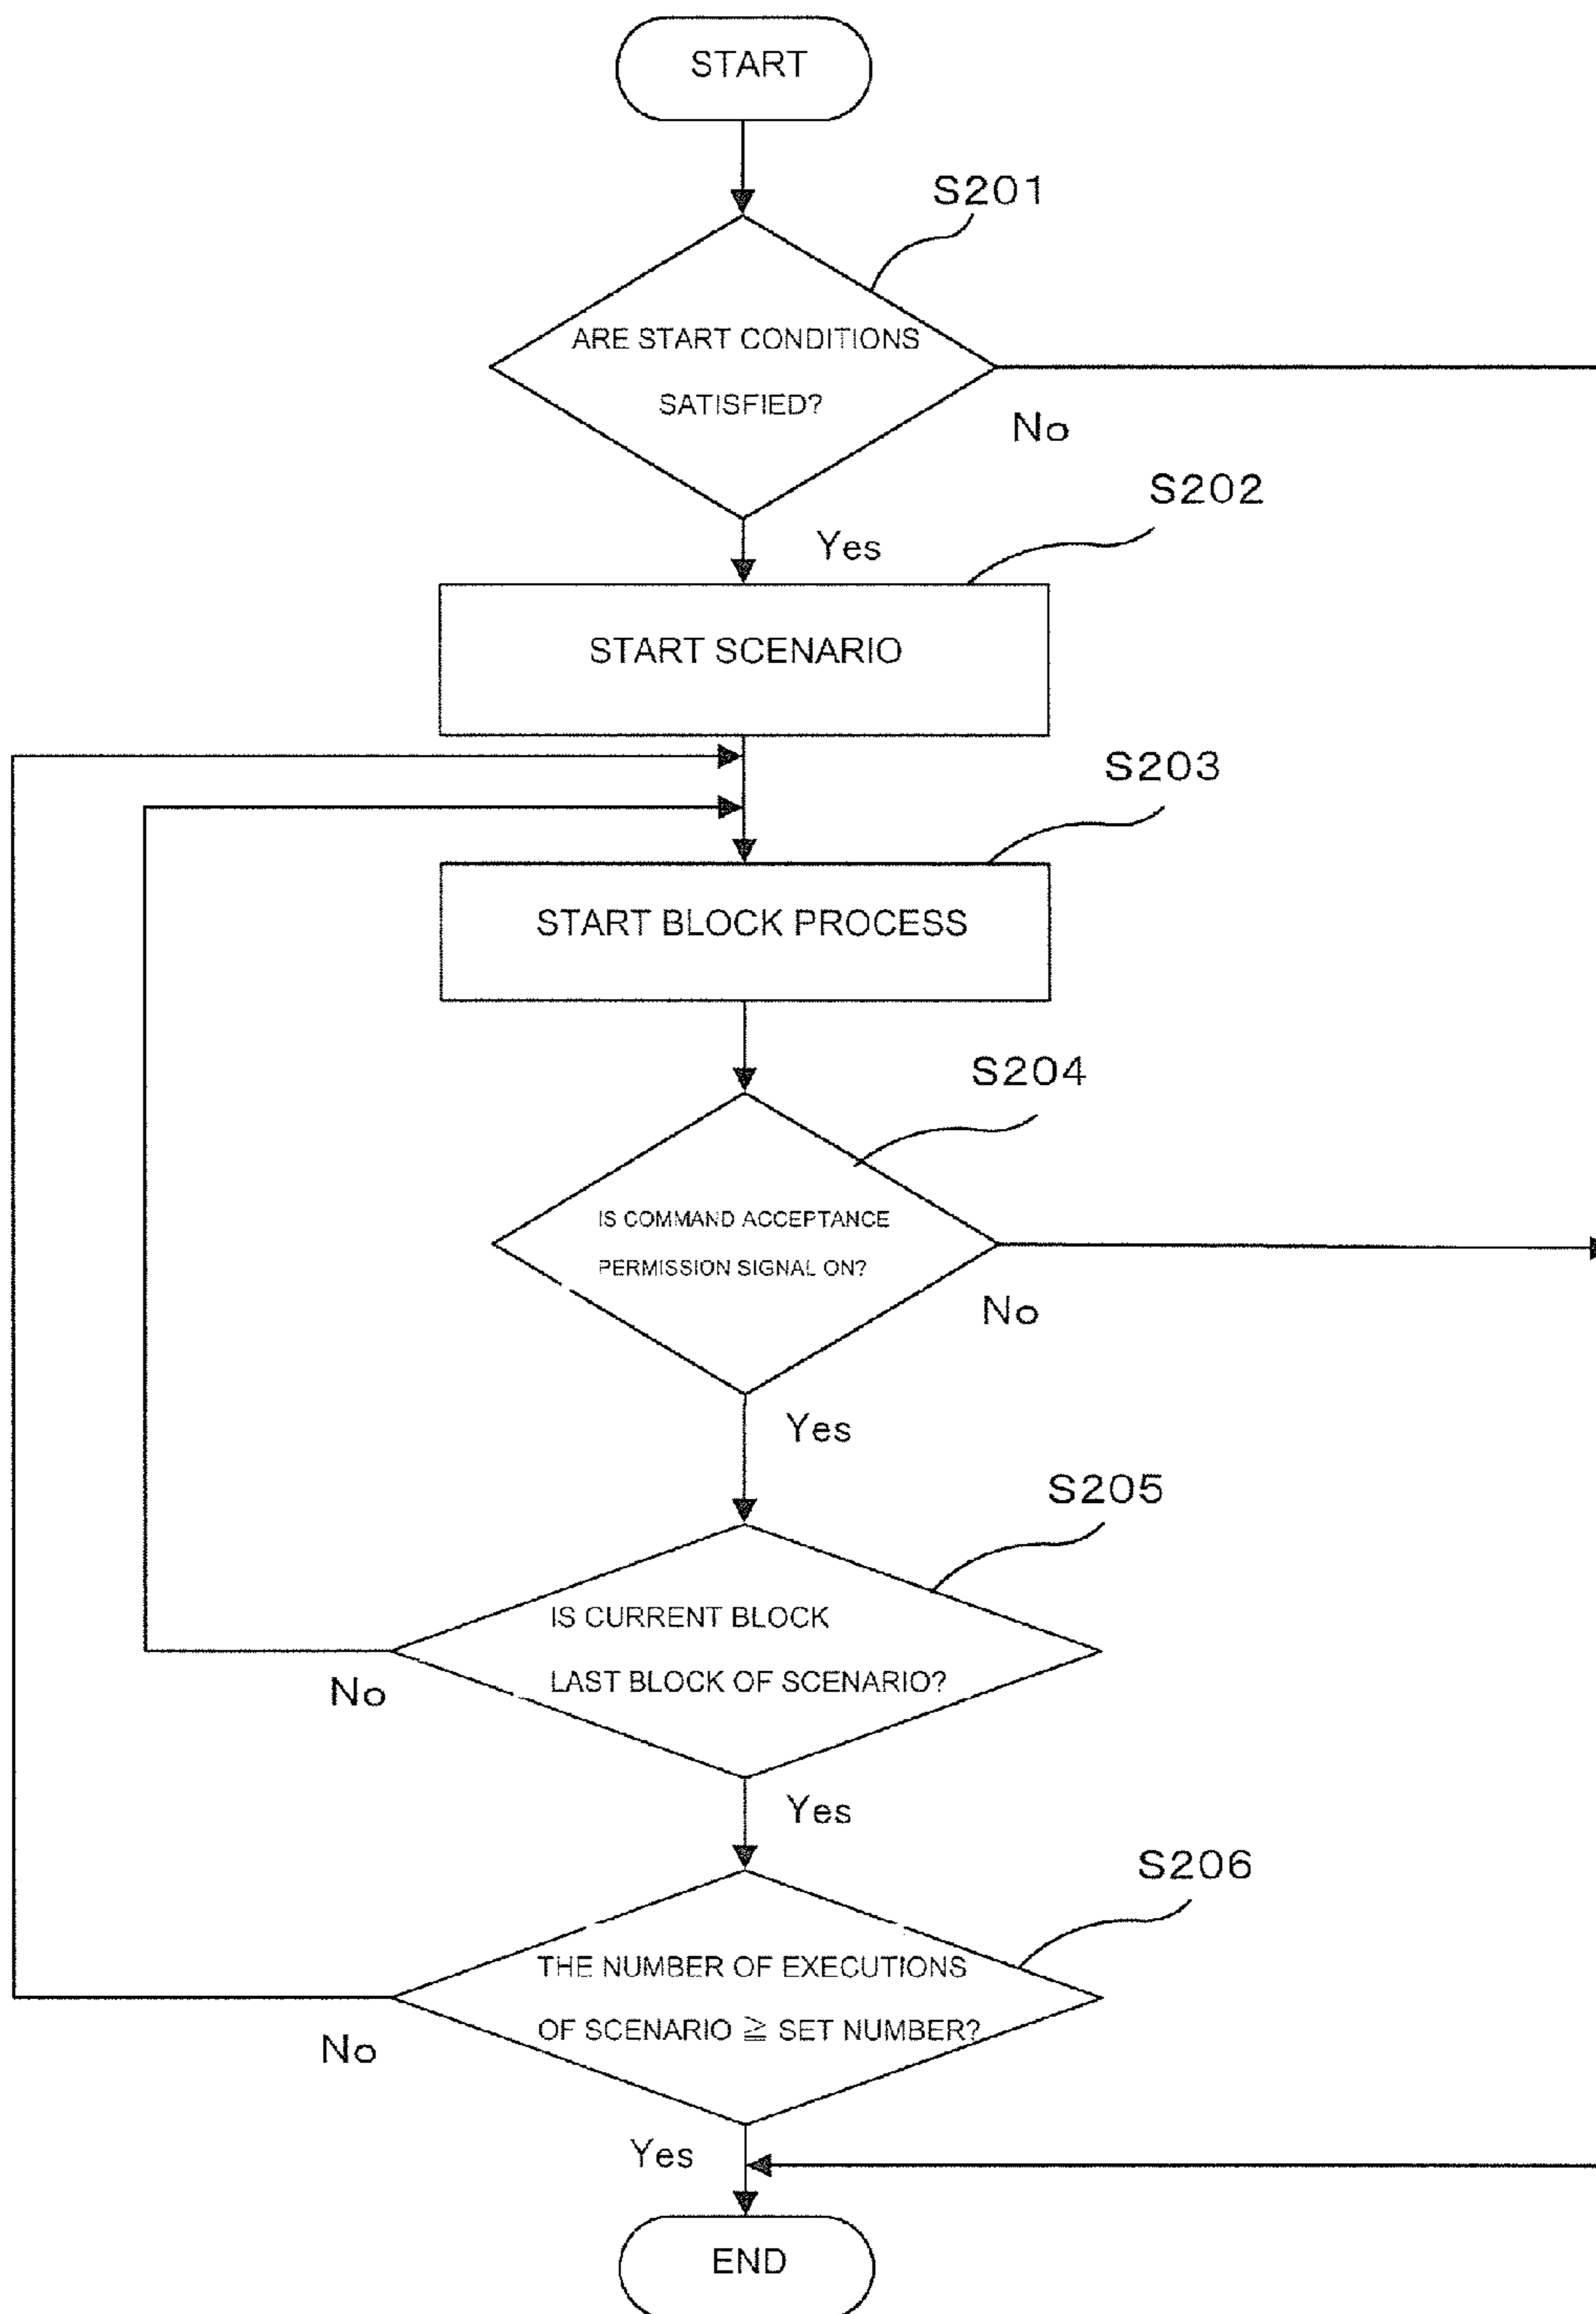 START
S201
ARE START CONDITIONS
SATISFIED?
No
S202
Yes
START SCENARIO
S203
START BLOCK PROCESS
S204
IS COMMAND ACCEPTANCE
PERMISSION SIGNAL ON?
No
Yes
S205
IS CURRENT BLOCK
LAST BLOCK OF SCENARIO?
No
Yes
S206
THE NUMBER OF EXECUTIONS
OF SCENARIO ≧ SET NUMBER?
No
Yes
END